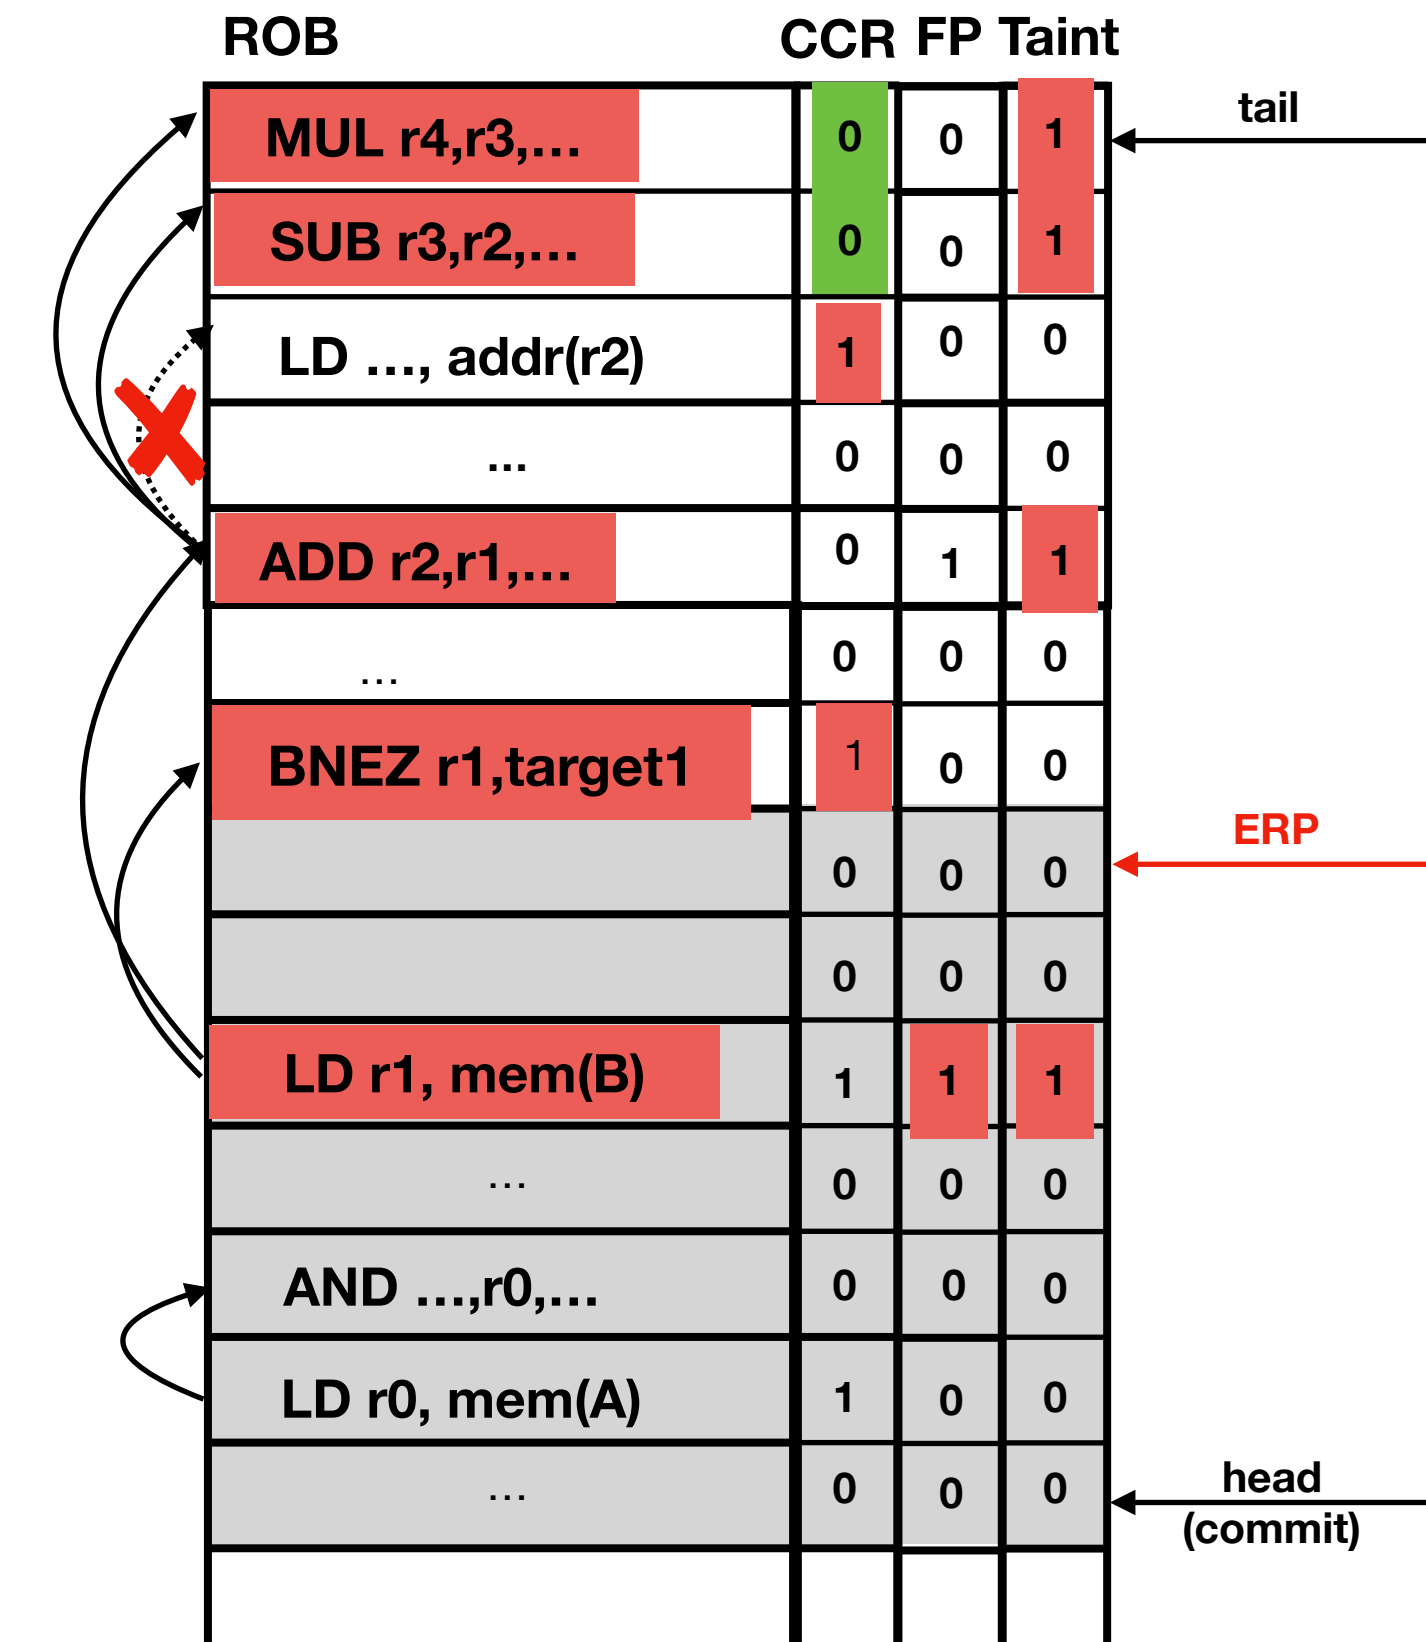 ROB CCR FP Taint
MUL r4,r3,... 0 0 1 tail
SUB r3,r2,... 0 0 1
LD ..., addr(r2) 1 0 0
... 0 0 0
ADD r2,r1,... 0 1 1
... 0 0 0
BNEZ r1,target1 1 0 0
0 0 0 ERP
0 0 0
LD r1, mem(B) 1 1 1
... 0 0 0
AND ...,r0,... 0 0 0
LD r0, mem(A) 1 0 0
... 0 0 0 head
(commit)